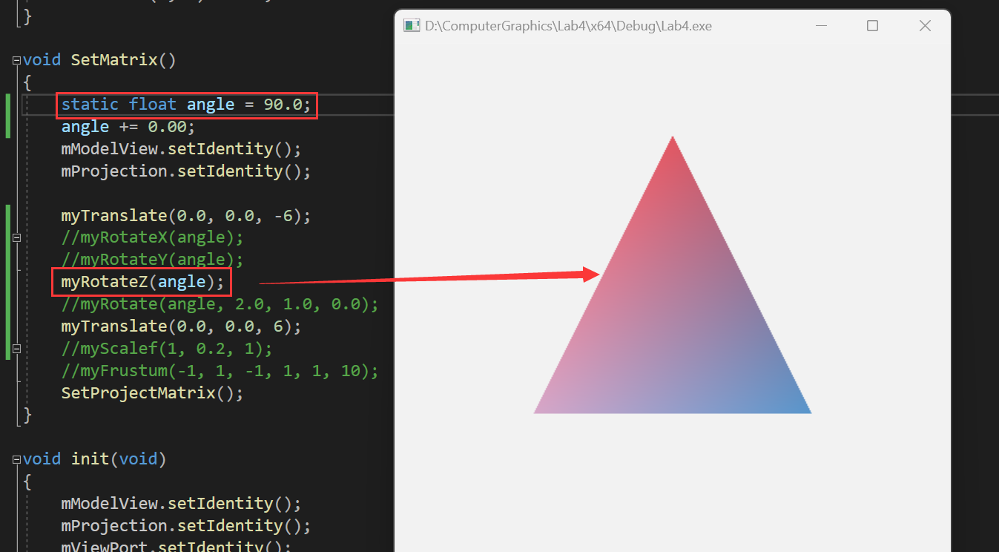 }
void SetMatrix()
{
static float angle = 90.0;
angle += 0.00;
mModelView.setIdentity();
mProjection.setIdentity();
myTranslate(0.0, 0.0, -6);
//myRotateX(angle);
//myRotateY(angle);
myRotateZ(angle);
//myRotate(angle, 2.0, 1.0, 0.0);
myTranslate(0.0, 0.0, 6);
//myScalef(1, 0.2, 1);
//myFrustum(-1, 1, -1, 1, 1, 10);
SetProjectMatrix();
}
void init(void)
{
mModelView.setIdentity();
mProjection.setIdentity();
mViewPort.setIdentity();
D:\ComputerGraphics\Lab4\x64\Debug\Lab4.exe